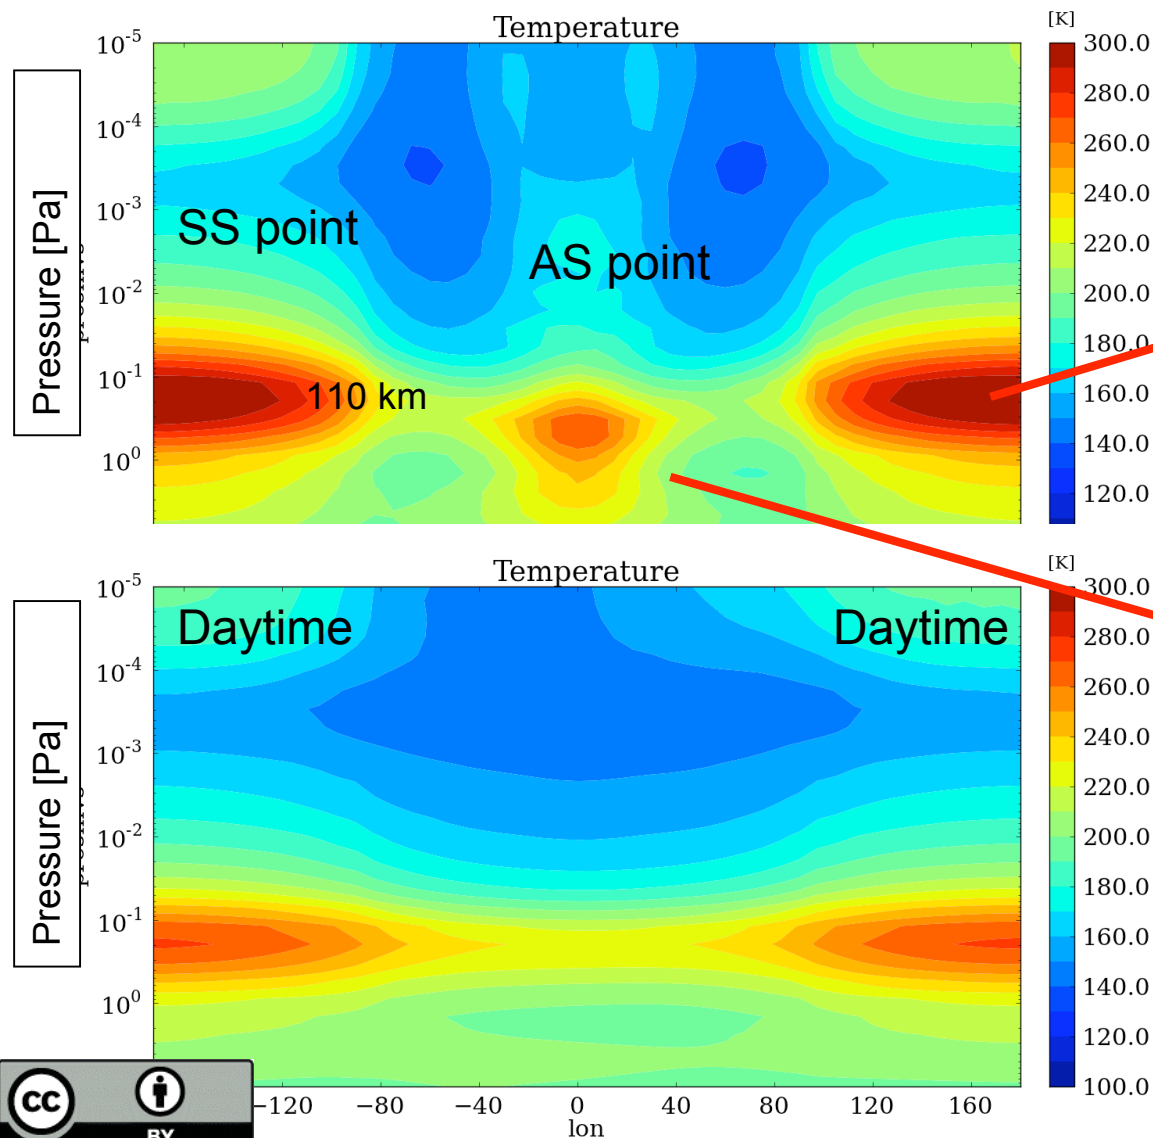 Temperature
[K]
10^-5
10^-4
10^-3
10^-2
10^-1
10^0
Pressure [Pa]
SS point
AS point
110 km
300.0
280.0
260.0
240.0
220.0
200.0
180.0
160.0
140.0
120.0
Temperature
[K]
10^-5
10^-4
10^-3
10^-2
10^-1
10^0
Pressure [Pa]
Daytime
Daytime
300.0
280.0
260.0
240.0
220.0
200.0
180.0
160.0
140.0
120.0
100.0
−120
−80
−40
0
40
80
120
160
lon
cc
BY